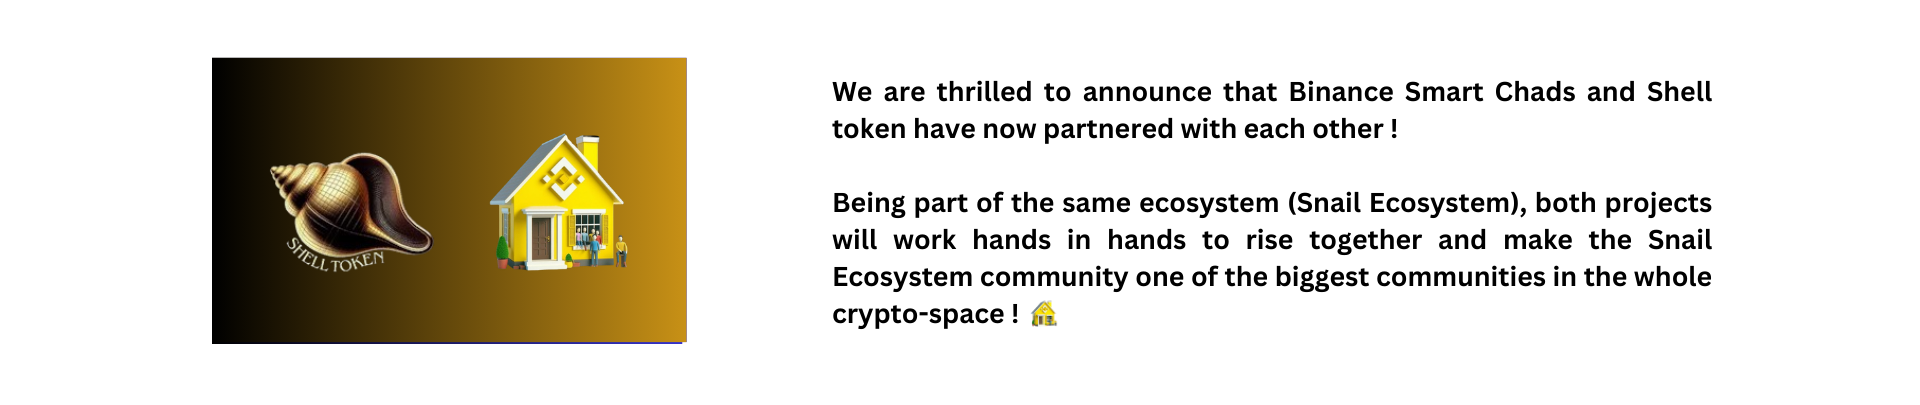 SHELL TOKEN
We are thrilled to announce that Binance Smart Chads and Shell
token have now partnered with each other !
Being part of the same ecosystem (Snail Ecosystem), both projects
will work hands in hands to rise together and make the Snail
Ecosystem community one of the biggest communities in the whole
crypto-space !